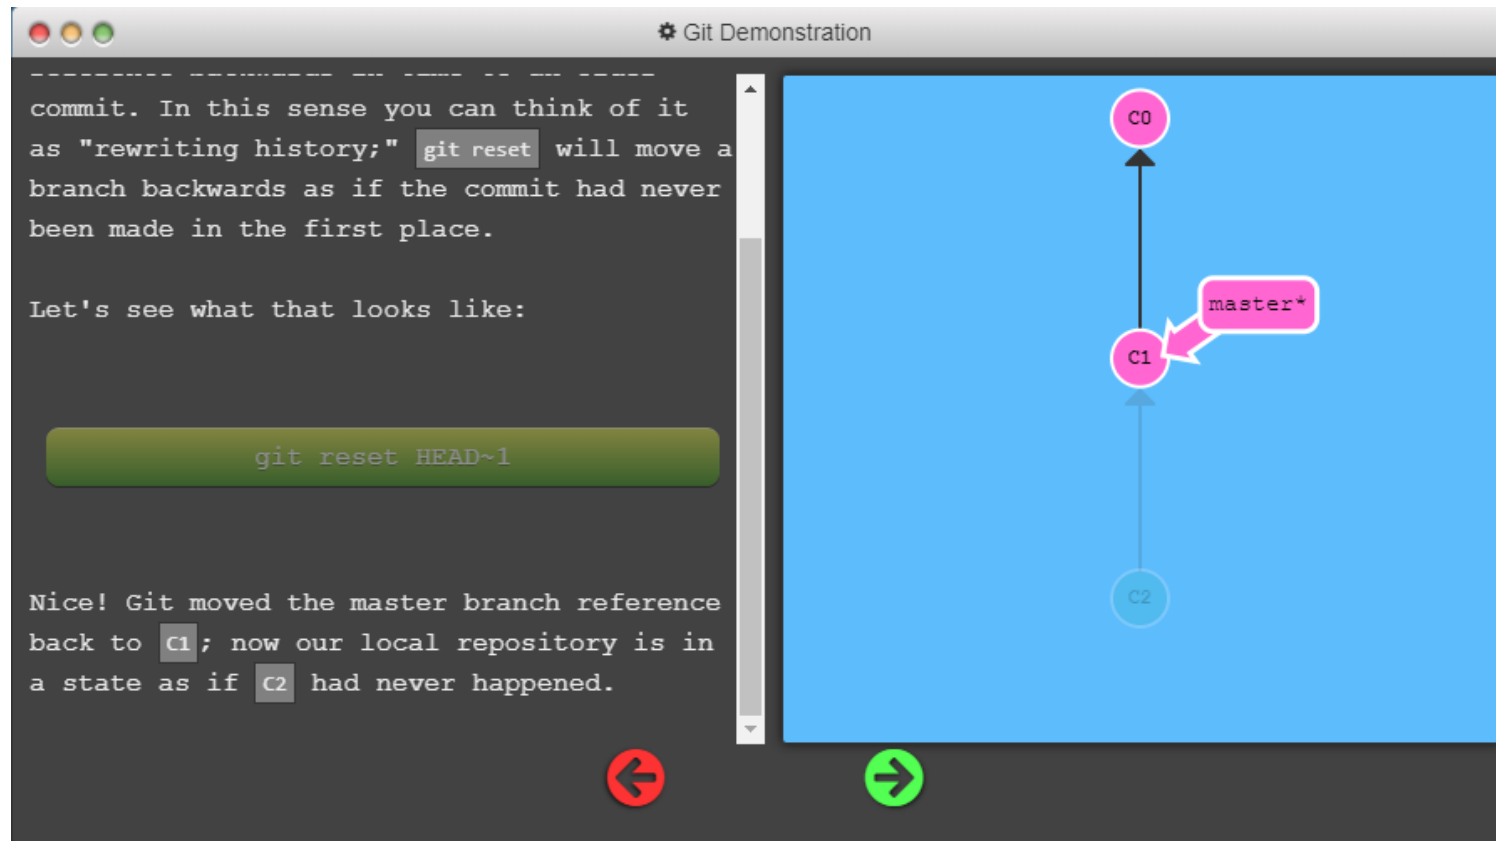 Git Demonstration
commit. In this sense you can think of it
as "rewriting history;" git reset will move a
branch backwards as if the commit had never
been made in the first place.
Let's see what that looks like:
git reset HEAD~1
Nice! Git moved the master branch reference
back to C1; now our local repository is in
a state as if C2 had never happened.
C0
master*
C1
C2